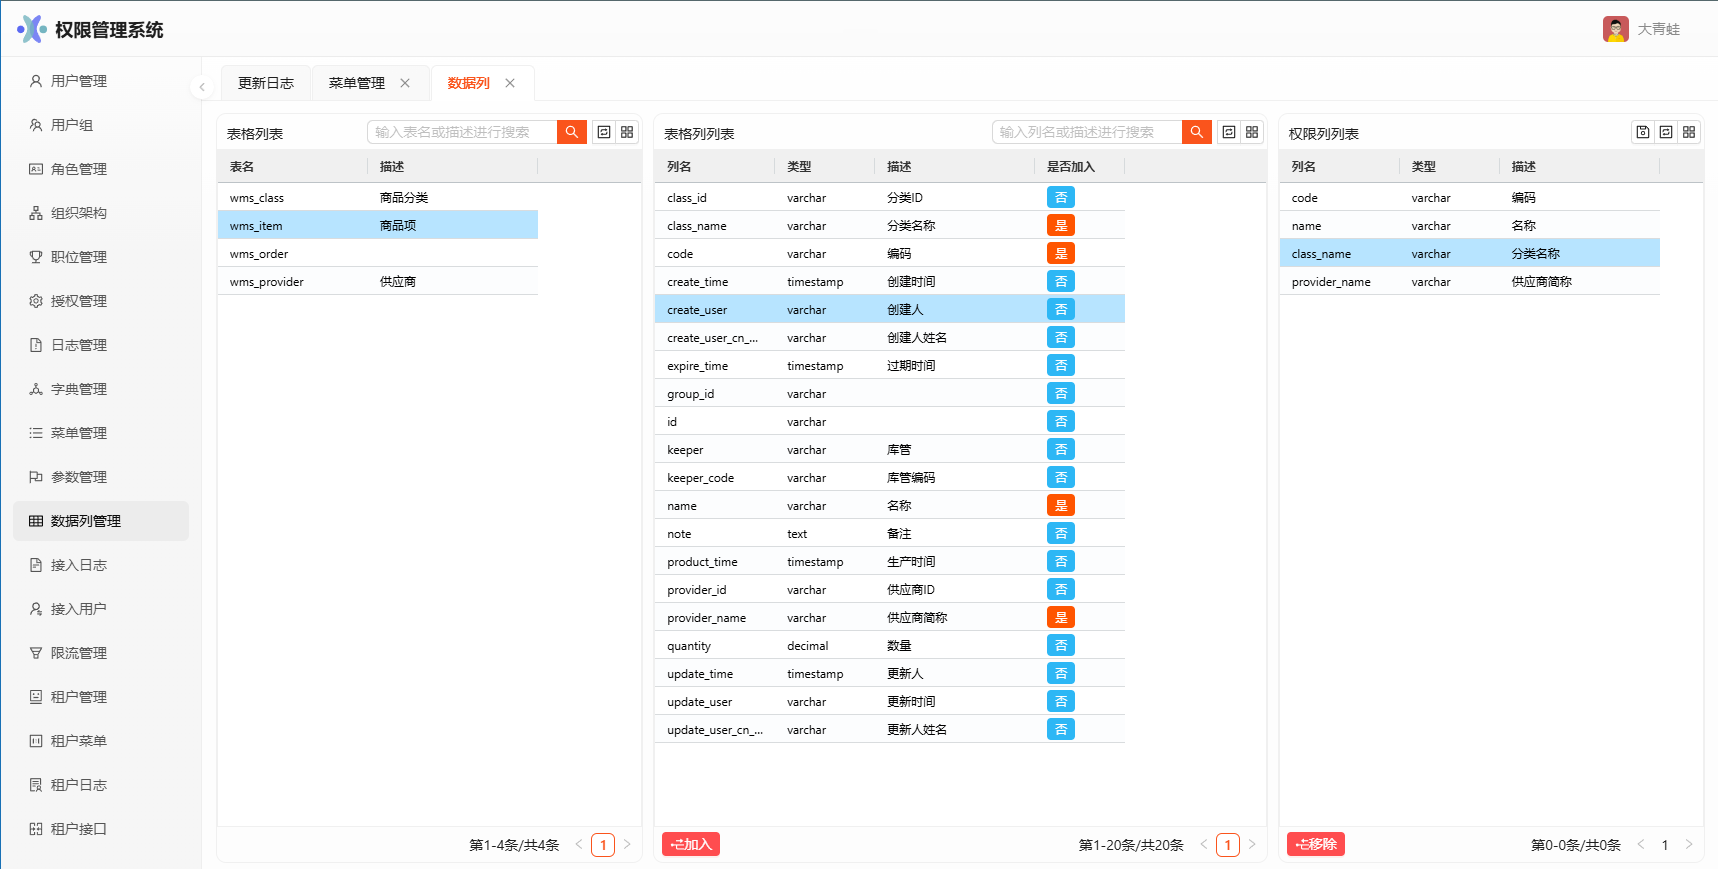 权限管理系统
大青蛙
用户管理
用户组
角色管理
组织架构
职位管理
授权管理
日志管理
字典管理
菜单管理
参数管理
数据列管理
接入日志
接入用户
限流管理
租户管理
租户菜单
租户日志
租户接口
更新日志 菜单管理 数据列
表格列表 输入表名或描述进行搜索
表名 描述
wms_class 商品分类
wms_item 商品项
wms_order
wms_provider 供应商
第1-4条/共4条 1
表格列列表 输入列名或描述进行搜索
列名 类型 描述 是否加入
class_id varchar 分类ID 否
class_name varchar 分类名称 是
code varchar 编码 是
create_time timestamp 创建时间 否
create_user varchar 创建人 否
create_user_cn_... varchar 创建人姓名 否
expire_time timestamp 过期时间 否
group_id varchar 否
id varchar 否
keeper varchar 库管 否
keeper_code varchar 库管编码 否
name varchar 名称 是
note text 备注 否
product_time timestamp 生产时间 否
provider_id varchar 供应商ID 否
provider_name varchar 供应商简称 是
quantity decimal 数量 否
update_time timestamp 更新人 否
update_user varchar 更新时间 否
update_user_cn_... varchar 更新人姓名 否
加入 第1-20条/共20条 1
权限列列表
列名 类型 描述
code varchar 编码
name varchar 名称
class_name varchar 分类名称
provider_name varchar 供应商简称
移除 第0-0条/共0条 1